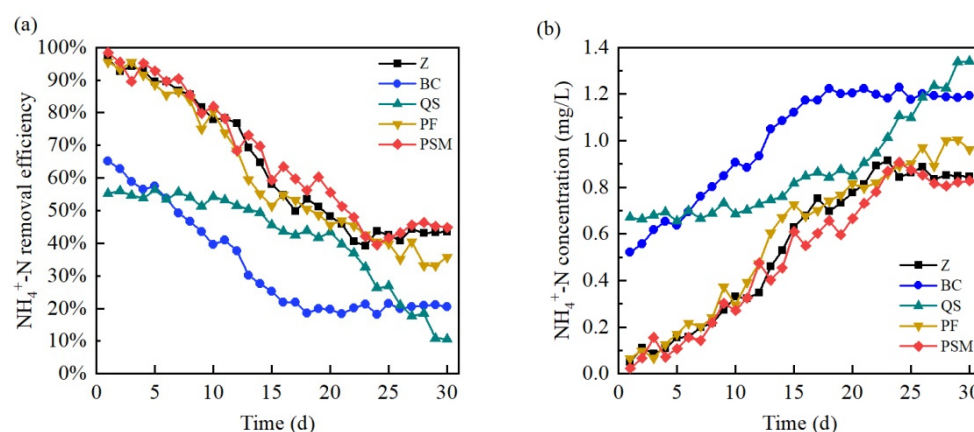 (a)
NH4+-N removal efficiency
100%
90%
80%
70%
60%
50%
40%
30%
20%
10%
0%
Z
BC
QS
PF
PSM
0 5 10 15 20 25 30
Time (d)
(b)
NH4+-N concentration (mg/L)
1.4
1.2
1.0
0.8
0.6
0.4
0.2
0.0
Z
BC
QS
PF
PSM
0 5 10 15 20 25 30
Time (d)